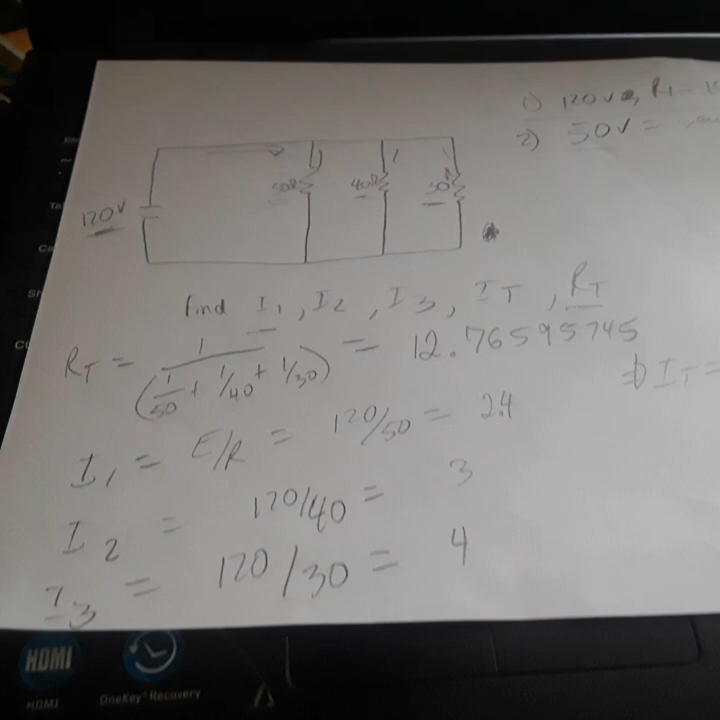 1) 120V, RT =
2) 50V =
120V
50Ω 40Ω 30Ω
find I1, I2, I3, IT, RT
RT = 1/(1/50 + 1/40 + 1/30) = 12.76595745
IT =
I1 = E/R = 120/50 = 2.4
I2 = 120/40 = 3
I3 = 120/30 = 4
HDMI
HDMI OneKey Recovery